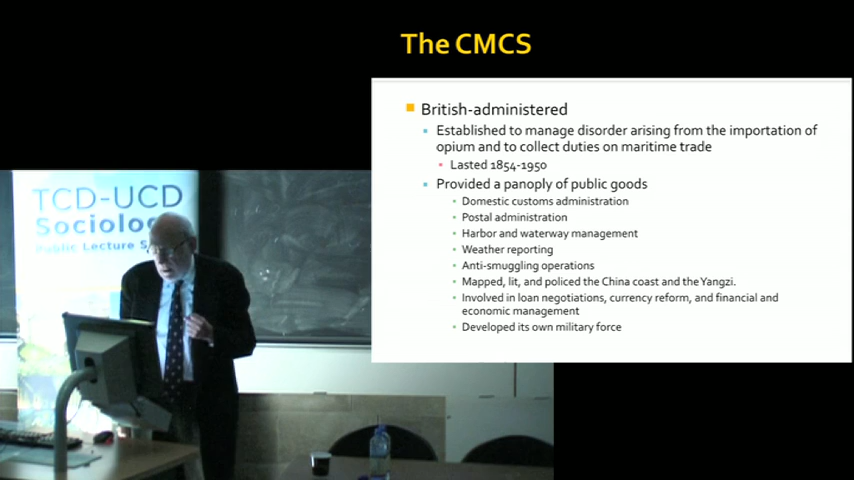 The CMCS
British-administered
Established to manage disorder arising from the importation of
opium and to collect duties on maritime trade
Lasted 1854-1950
Provided a panoply of public goods
Domestic customs administration
Postal administration
Harbor and waterway management
Weather reporting
Anti-smuggling operations
Mapped, lit, and policed the China coast and the Yangzi.
Involved in loan negotiations, currency reform, and financial and
economic management
Developed its own military force
TCD-UCD
Public Lecture